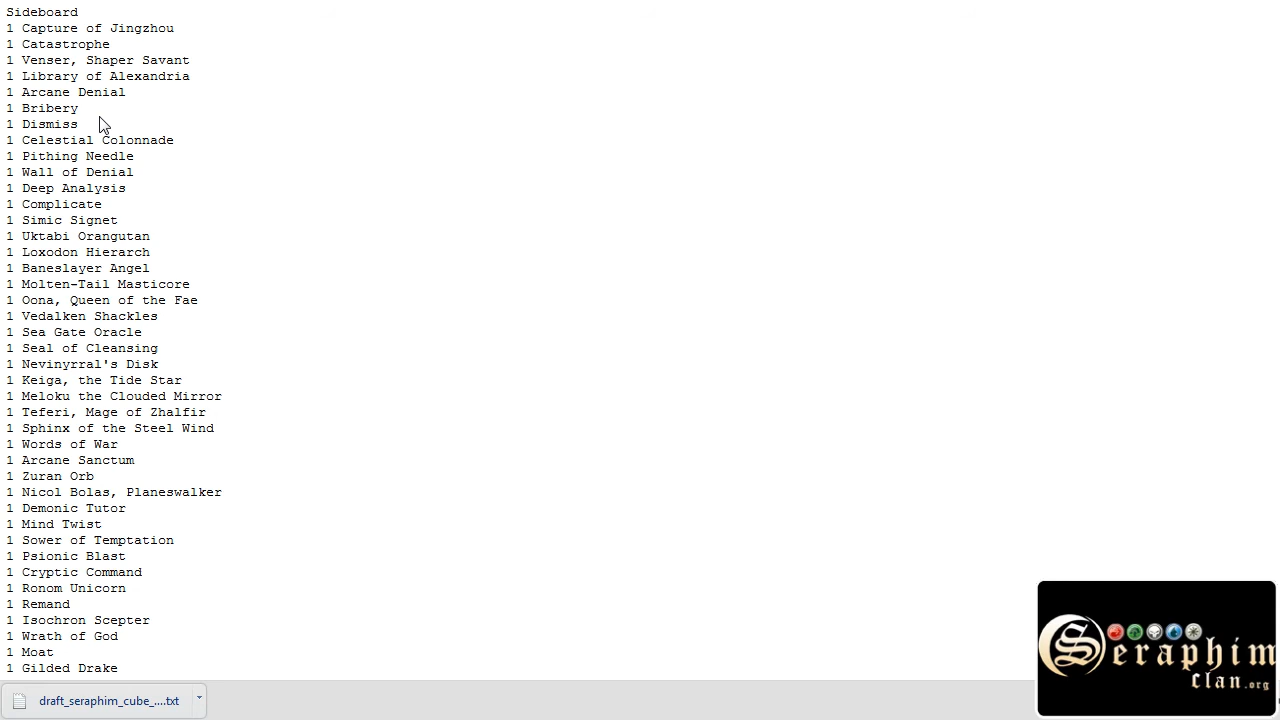 Sideboard
1 Capture of Jingzhou
1 Catastrophe
1 Venser, Shaper Savant
1 Library of Alexandria
1 Arcane Denial
1 Bribery
1 Dismiss
1 Celestial Colonnade
1 Pithing Needle
1 Wall of Denial
1 Deep Analysis
1 Complicate
1 Simic Signet
1 Uktabi Orangutan
1 Loxodon Hierarch
1 Baneslayer Angel
1 Molten-Tail Masticore
1 Oona, Queen of the Fae
1 Vedalken Shackles
1 Sea Gate Oracle
1 Seal of Cleansing
1 Nevinyrral's Disk
1 Keiga, the Tide Star
1 Meloku the Clouded Mirror
1 Teferi, Mage of Zhalfir
1 Sphinx of the Steel Wind
1 Words of War
1 Arcane Sanctum
1 Zuran Orb
1 Nicol Bolas, Planeswalker
1 Demonic Tutor
1 Mind Twist
1 Sower of Temptation
1 Psionic Blast
1 Cryptic Command
1 Ronom Unicorn
1 Remand
1 Isochron Scepter
1 Wrath of God
1 Moat
1 Gilded Drake
draft_seraphim_cube_....txt
Seraphim
clan.org